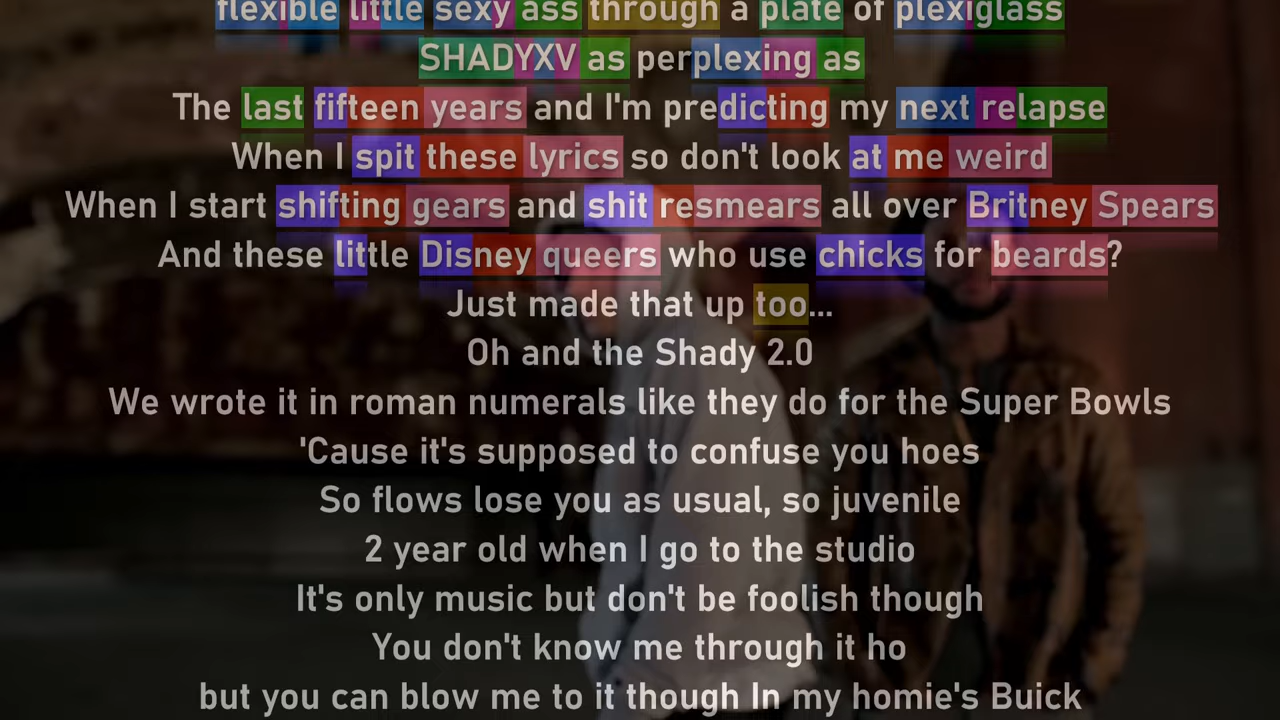 flexible little sexy ass through a plate of plexiglass
SHADYXV as perplexing as
The last fifteen years and I'm predicting my next relapse
When I spit these lyrics so don't look at me weird
When I start shifting gears and shit resmears all over Britney Spears
And these little Disney queers who use chicks for beards?
Just made that up too...
Oh and the Shady 2.0
We wrote it in roman numerals like they do for the Super Bowls
'Cause it's supposed to confuse you hoes
So flows lose you as usual, so juvenile
2 year old when I go to the studio
It's only music but don't be foolish though
You don't know me through it ho
but you can blow me to it though In my homie's Buick